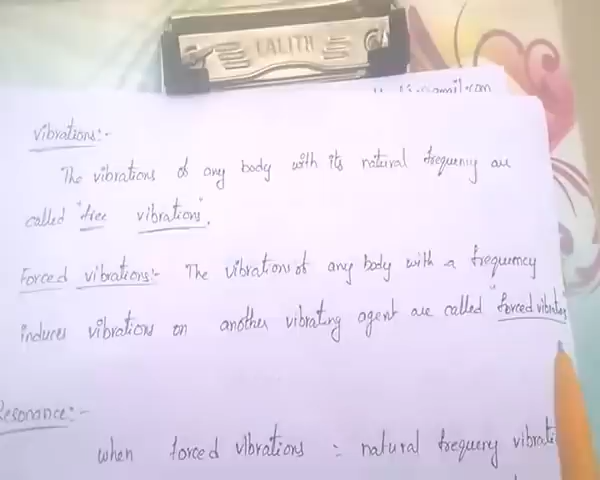 LALITH
Vibrations:-
The vibrations of any body with its natural frequency are
called "free vibrations".
Forced vibrations:- The vibrations of any body with a frequency
induces vibrations on another vibrating agent are called "forced vibrations
Resonance:-
when forced vibrations = natural frequency vibrati